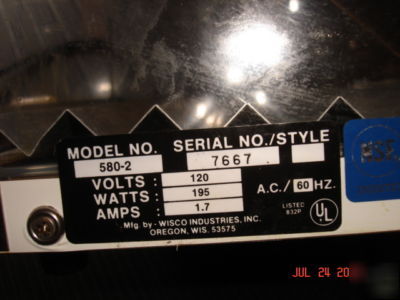 MODEL NO. SERIAL NO./STYLE
580-2 7667
VOLTS : 120
WATTS : 195 A.C./ 60 HZ.
AMPS : 1.7
LISTED
832P
UL
Mfg. by - WISCO INDUSTRIES, INC.
OREGON, WIS. 53575
JUL 24 20